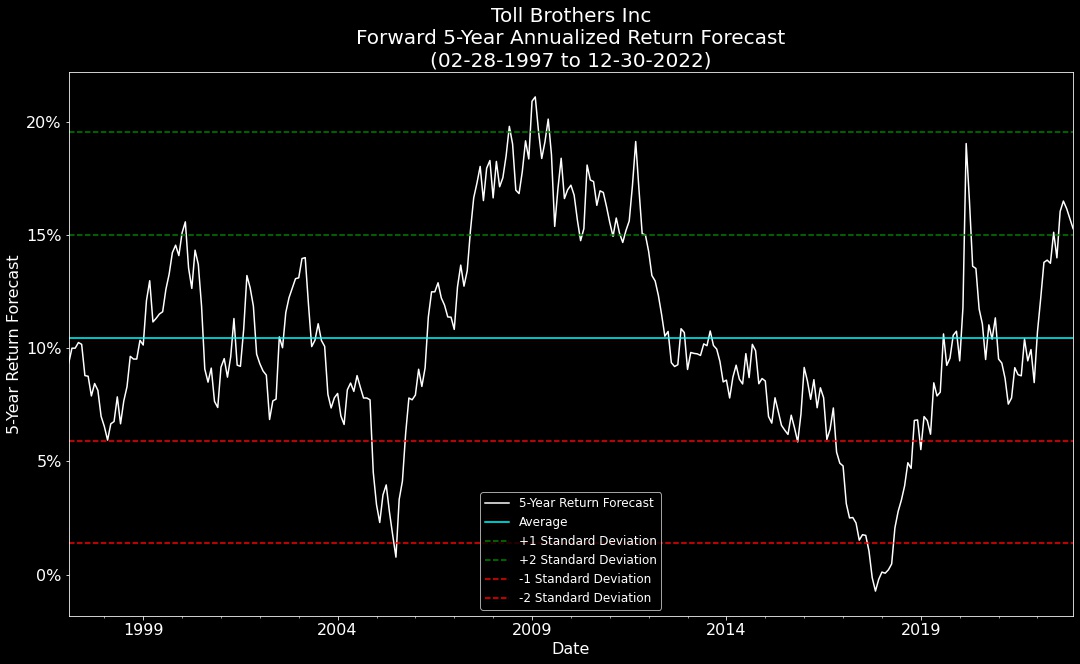 Toll Brothers Inc
Forward 5-Year Annualized Return Forecast
(02-28-1997 to 12-30-2022)
5-Year Return Forecast
20%
15%
10%
5%
0%
5-Year Return Forecast
Average
+1 Standard Deviation
+2 Standard Deviation
-1 Standard Deviation
-2 Standard Deviation
1999
2004
2009
2014
2019
Date